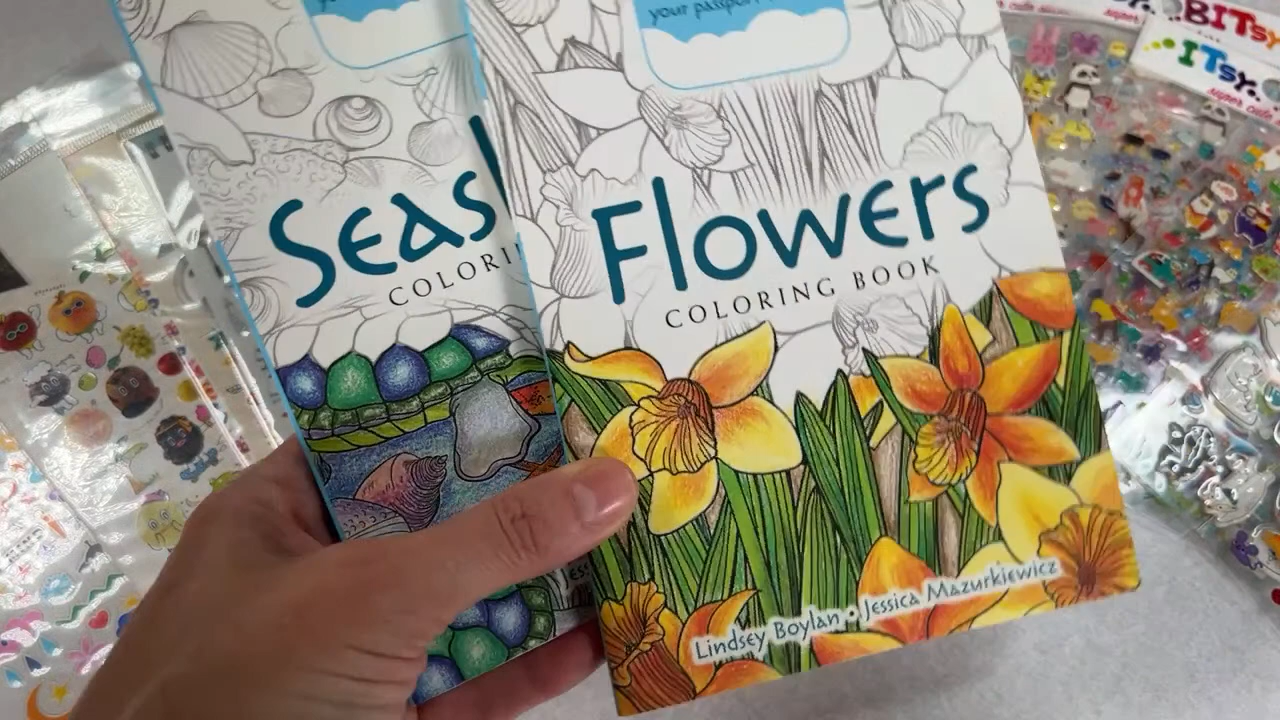 your passport
Seas
COLORI
Flowers
COLORING BOOK
Lindsey Boylan • Jessica Mazurkiewicz
BITSY
ITSY